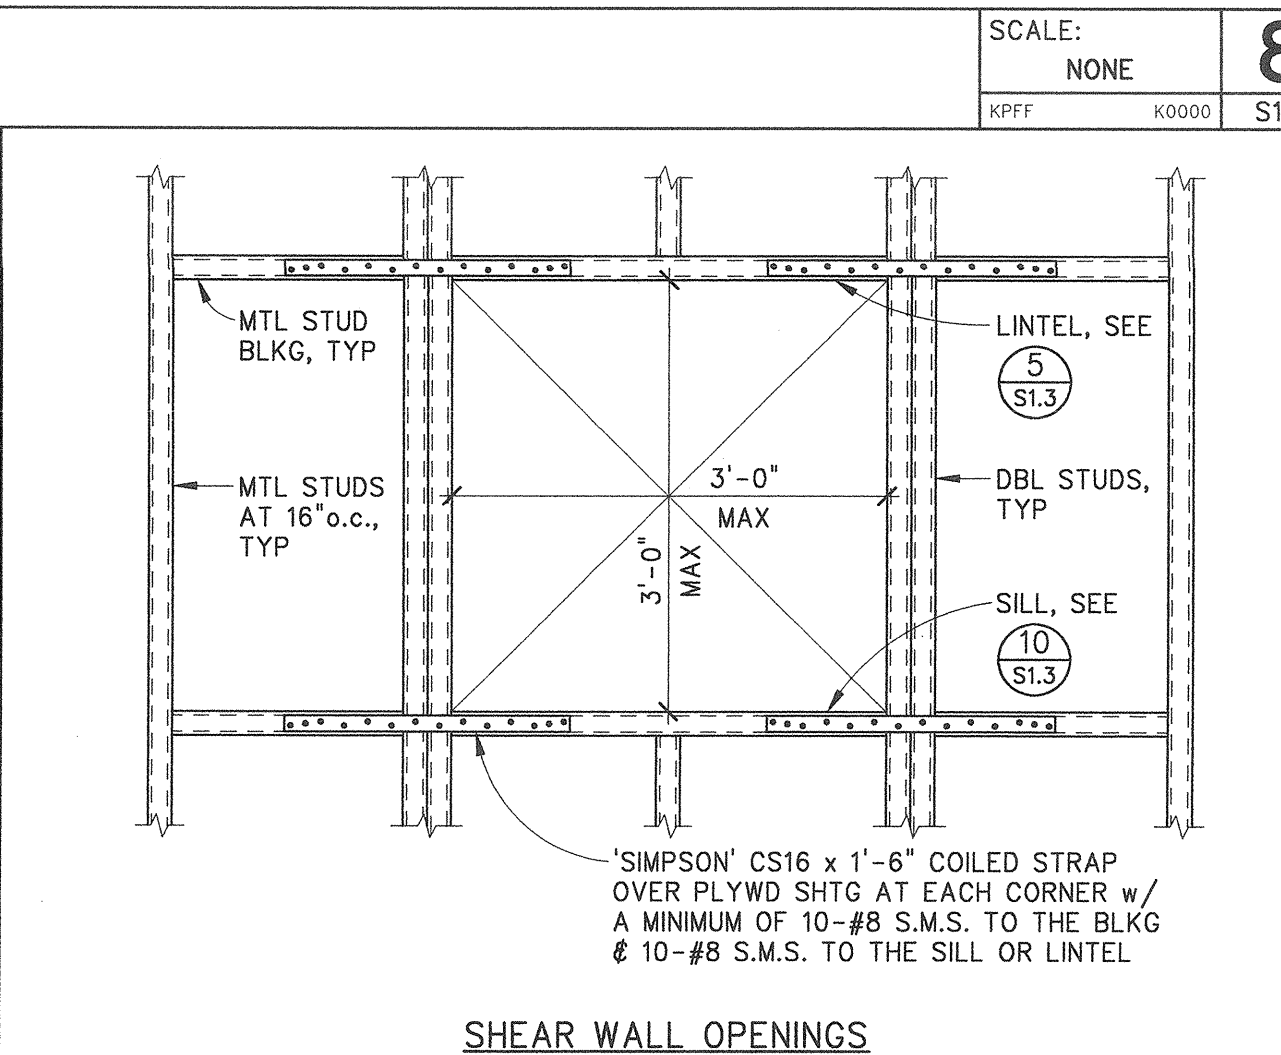 SCALE:
NONE
KPFF K0000
MTL STUD
BLKG, TYP
LINTEL, SEE
5
S1.3
MTL STUDS
AT 16"o.c.,
TYP
3'-0"
MAX
3'-0"
MAX
DBL STUDS,
TYP
SILL, SEE
10
S1.3
'SIMPSON' CS16 x 1'-6" COILED STRAP
OVER PLYWD SHTG AT EACH CORNER w/
A MINIMUM OF 10-#8 S.M.S. TO THE BLKG
& 10-#8 S.M.S. TO THE SILL OR LINTEL
SHEAR WALL OPENINGS